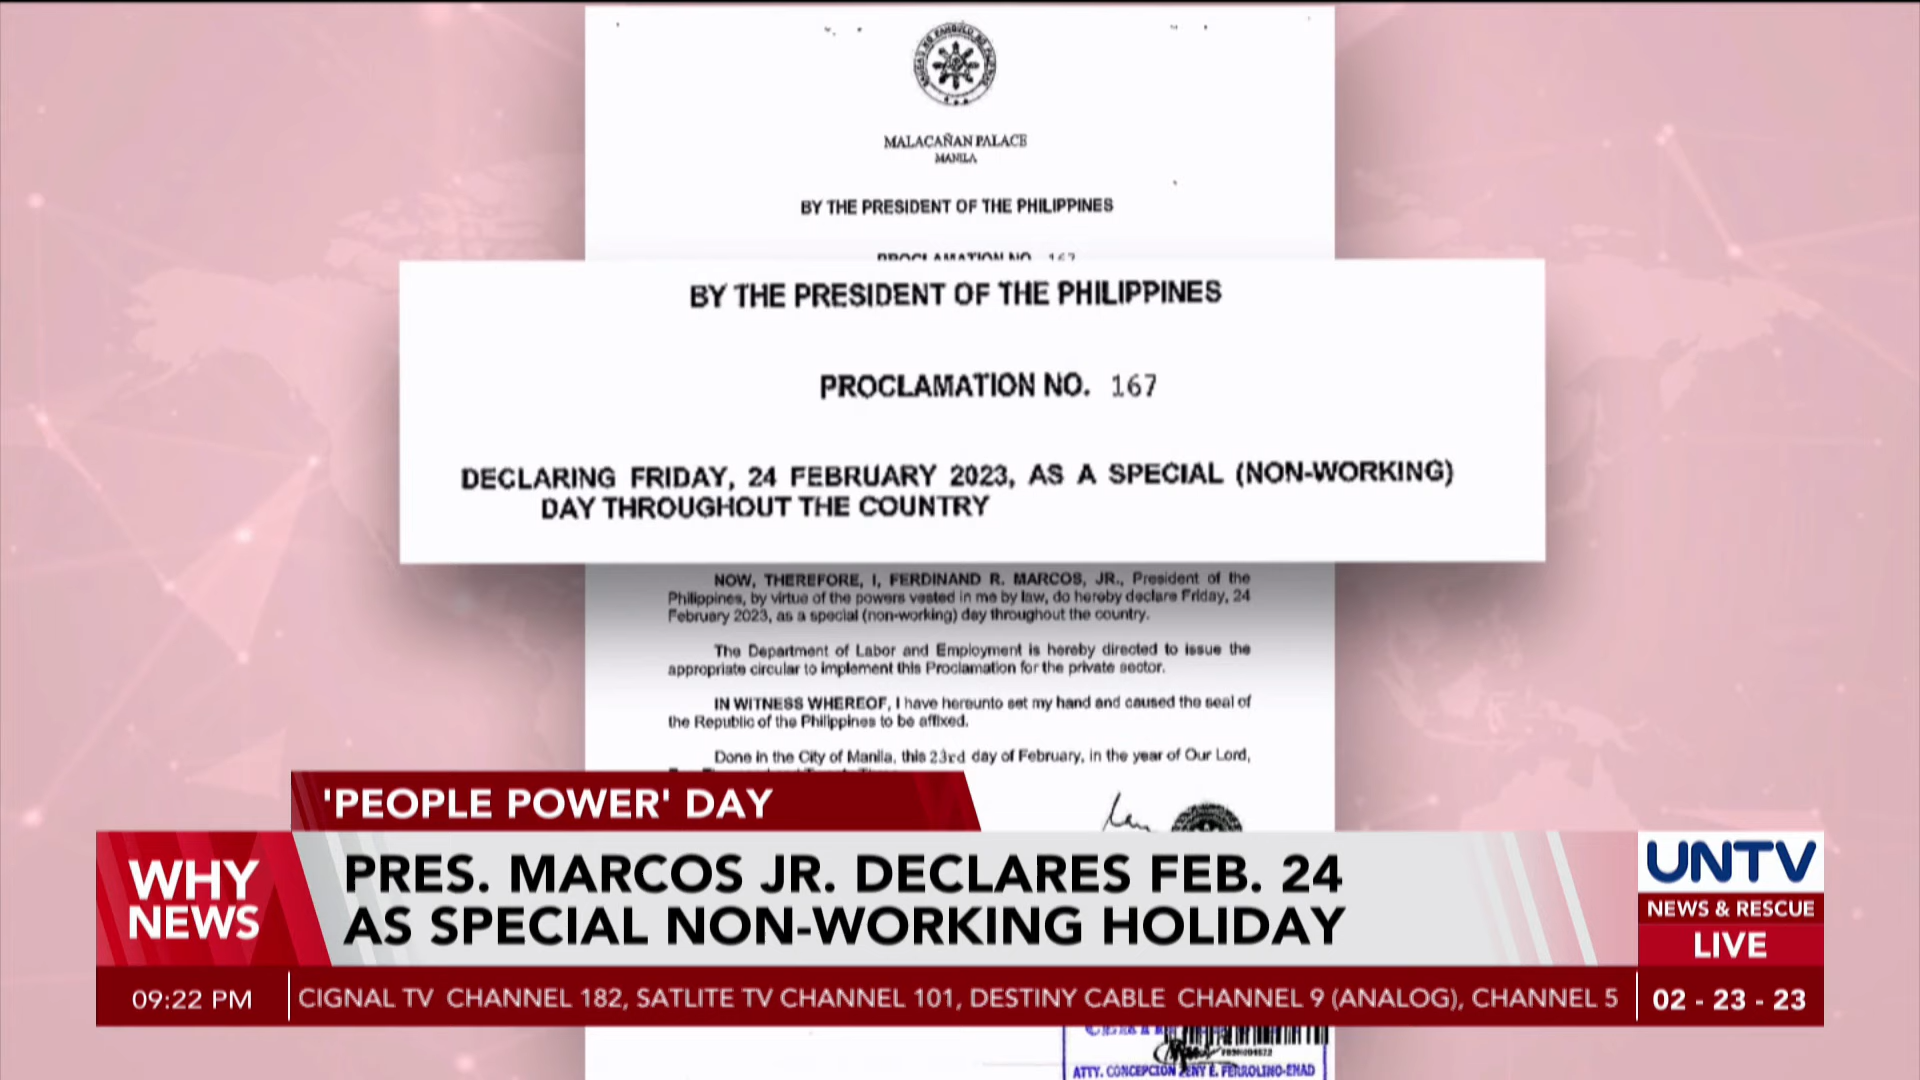 MALACAÑAN PALACE
MANILA
BY THE PRESIDENT OF THE PHILIPPINES
PROCLAMATION NO. 167
BY THE PRESIDENT OF THE PHILIPPINES
PROCLAMATION NO. 167
DECLARING FRIDAY, 24 FEBRUARY 2023, AS A SPECIAL (NON-WORKING)
DAY THROUGHOUT THE COUNTRY
NOW, THEREFORE, I, FERDINAND R. MARCOS, JR., President of the
Philippines, by virtue of the powers vested in me by law, do hereby declare Friday, 24
February 2023, as a special (non-working) day throughout the country.
The Department of Labor and Employment is hereby directed to issue the
appropriate circular to implement this Proclamation for the private sector.
IN WITNESS WHEREOF, I have hereunto set my hand and caused the seal of
the Republic of the Philippines to be affixed.
Done in the City of Manila, this 23rd day of February, in the year of Our Lord,
'PEOPLE POWER' DAY
WHY
NEWS
PRES. MARCOS JR. DECLARES FEB. 24
AS SPECIAL NON-WORKING HOLIDAY
UNTV
NEWS & RESCUE
LIVE
09:22 PM
CIGNAL TV CHANNEL 182, SATLITE TV CHANNEL 101, DESTINY CABLE CHANNEL 9 (ANALOG), CHANNEL 5
02 - 23 - 23
ATTY. CONCEPCION ZENY E. FERROLINO-ENAD